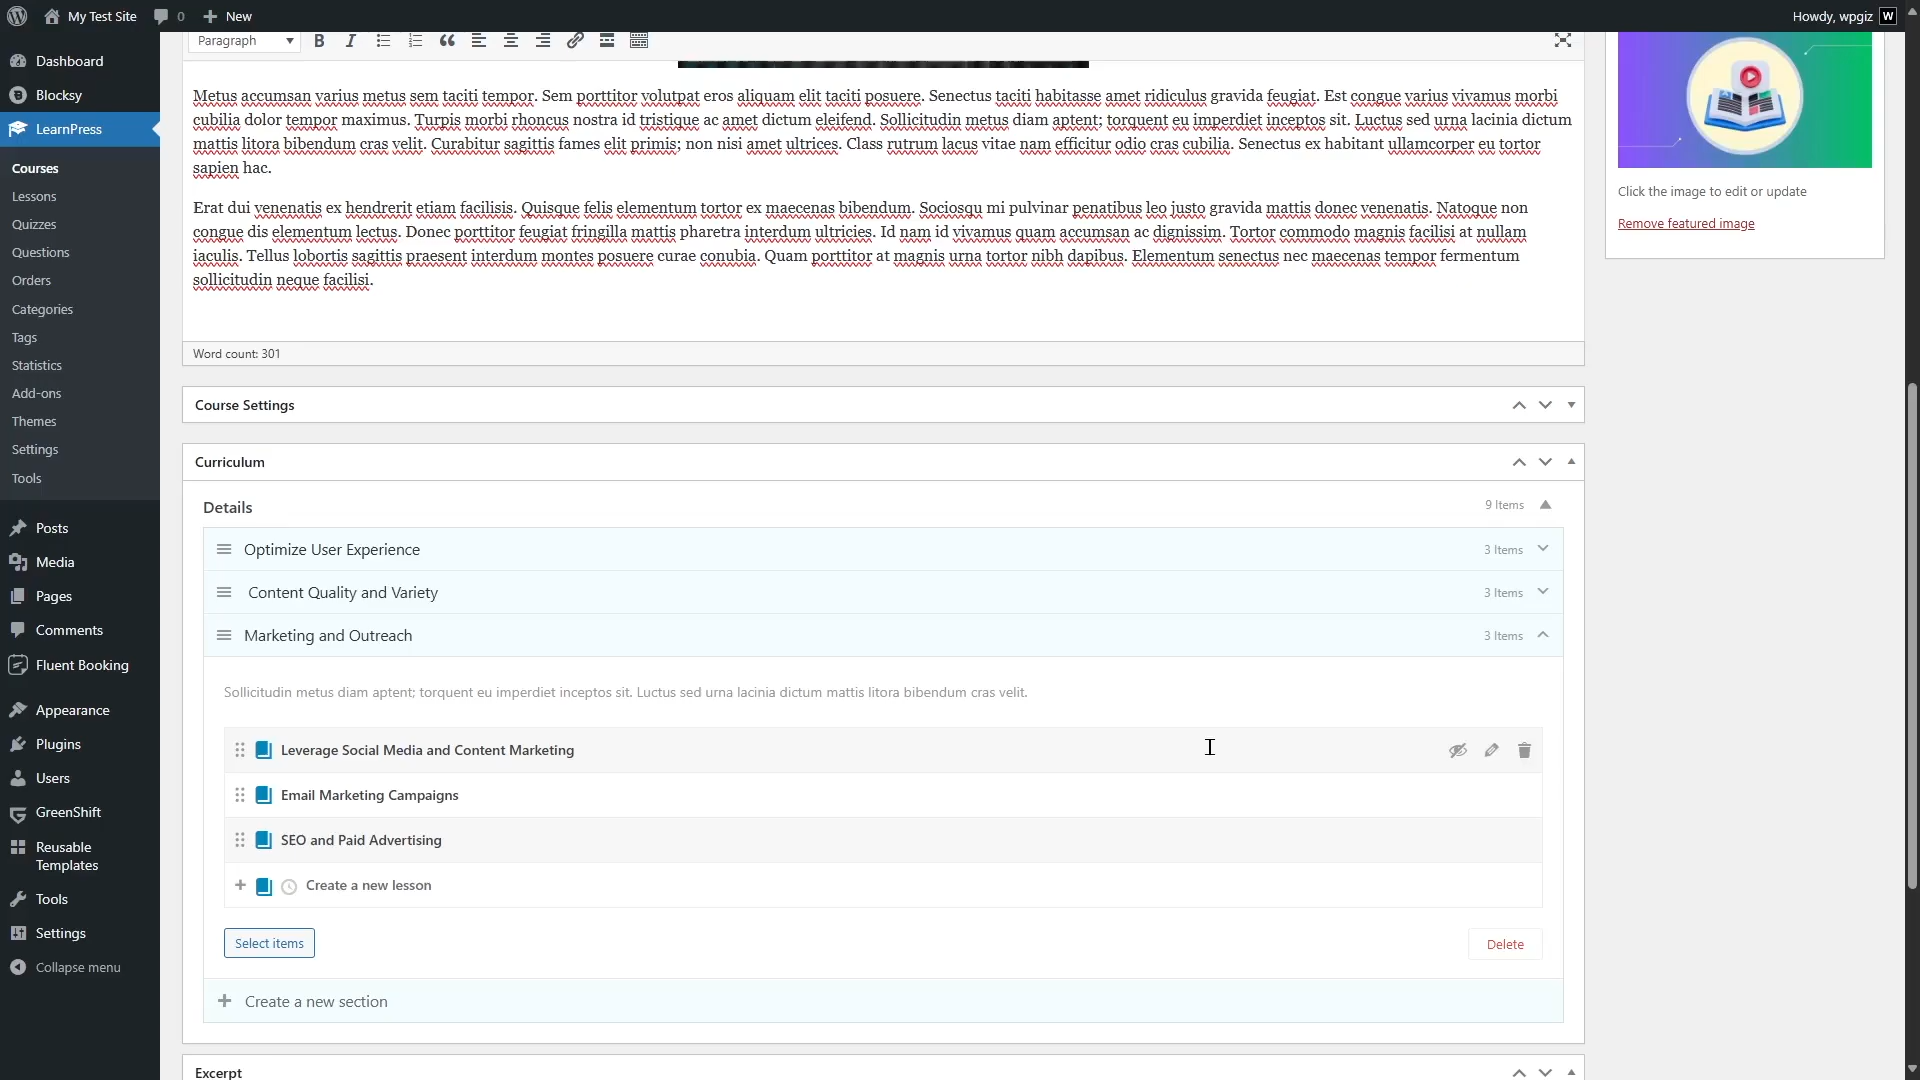 My Test Site
0
New
Howdy, wpgiz
Dashboard
Blocksy
LearnPress
Courses
Lessons
Quizzes
Questions
Orders
Categories
Tags
Statistics
Add-ons
Themes
Settings
Tools
Posts
Media
Pages
Comments
Fluent Booking
Appearance
Plugins
Users
GreenShift
Reusable
Templates
Tools
Settings
Collapse menu
Paragraph
B
I
Metus accumsan varius metus sem taciti tempor. Sem porttitor volutpat eros aliquam elit taciti posuere. Senectus taciti habitasse amet ridiculus gravida feugiat. Est congue varius vivamus morbi
cubilia dolor tempor maximus. Turpis morbi rhoncus nostra id tristique ac amet dictum eleifend. Sollicitudin metus diam aptent; torquent eu imperdiet inceptos sit. Luctus sed urna lacinia dictum
mattis litora bibendum cras velit. Curabitur sagittis fames elit primis; non nisi amet ultrices. Class rutrum lacus vitae nam efficitur odio cras cubilia. Senectus ex habitant ullamcorper eu tortor
sapien hac.
Erat dui venenatis ex hendrerit etiam facilisis. Quisque felis elementum tortor ex maecenas bibendum. Sociosqu mi pulvinar penatibus leo justo gravida mattis donec venenatis. Natoque non
congue dis elementum lectus. Donec porttitor feugiat fringilla mattis pharetra interdum ultricies. Id nam id vivamus quam accumsan ac dignissim. Tortor commodo magnis facilisi at nullam
iaculis. Tellus lobortis sagittis praesent interdum montes posuere curae conubia. Quam porttitor at magnis urna tortor nibh dapibus. Elementum senectus nec maecenas tempor fermentum
sollicitudin neque facilisi.
Word count: 301
Course Settings
Curriculum
Details
9 Items
Optimize User Experience
3 Items
Content Quality and Variety
3 Items
Marketing and Outreach
3 Items
Sollicitudin metus diam aptent; torquent eu imperdiet inceptos sit. Luctus sed urna lacinia dictum mattis litora bibendum cras velit.
Leverage Social Media and Content Marketing
Email Marketing Campaigns
SEO and Paid Advertising
Create a new lesson
Select items
Delete
Create a new section
Excerpt
Click the image to edit or update
Remove featured image